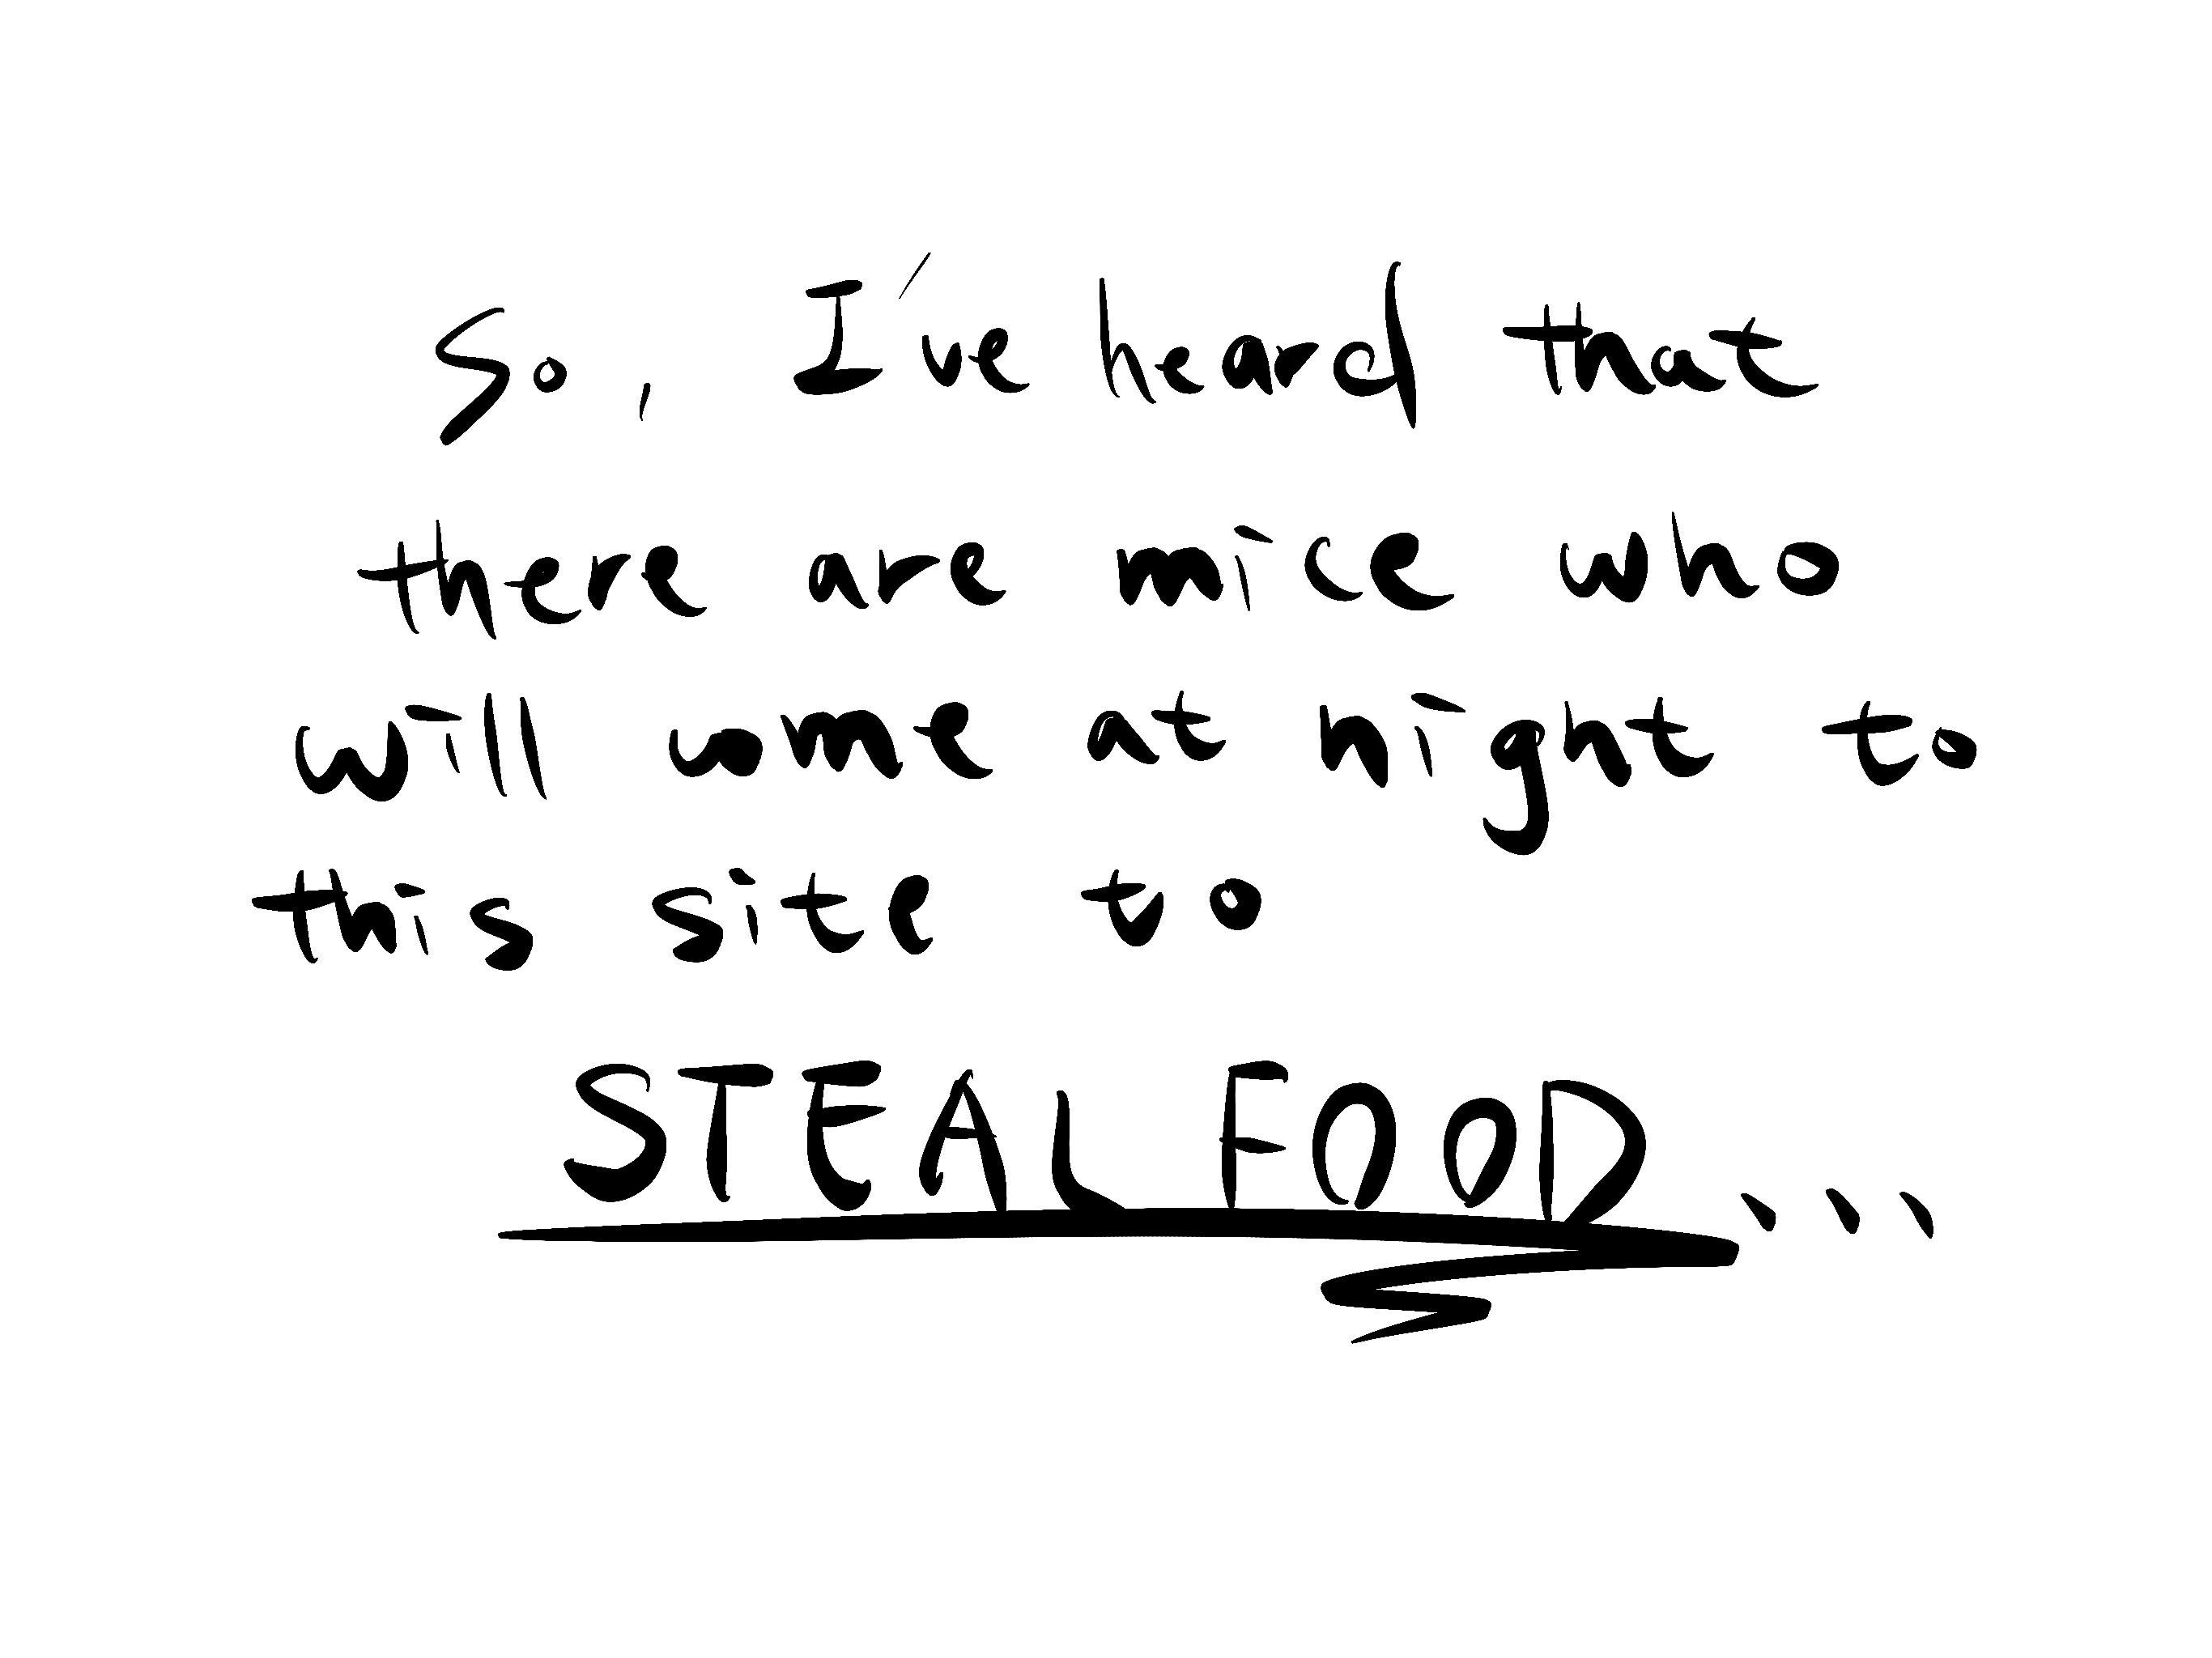 So, I've heard that
there are mice who
will come at night to
this site to
STEAL FOOD...